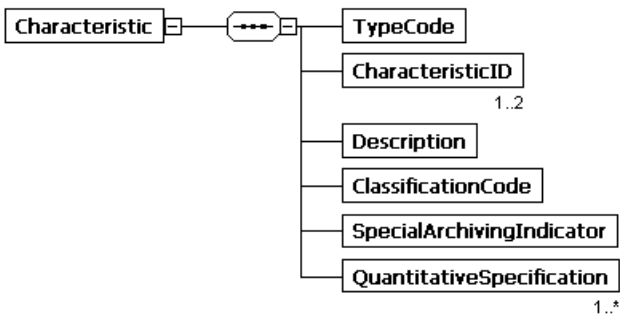 Characteristic
TypeCode
CharacteristicID
1..2
Description
ClassificationCode
SpecialArchivingIndicator
QuantitativeSpecification
1..*